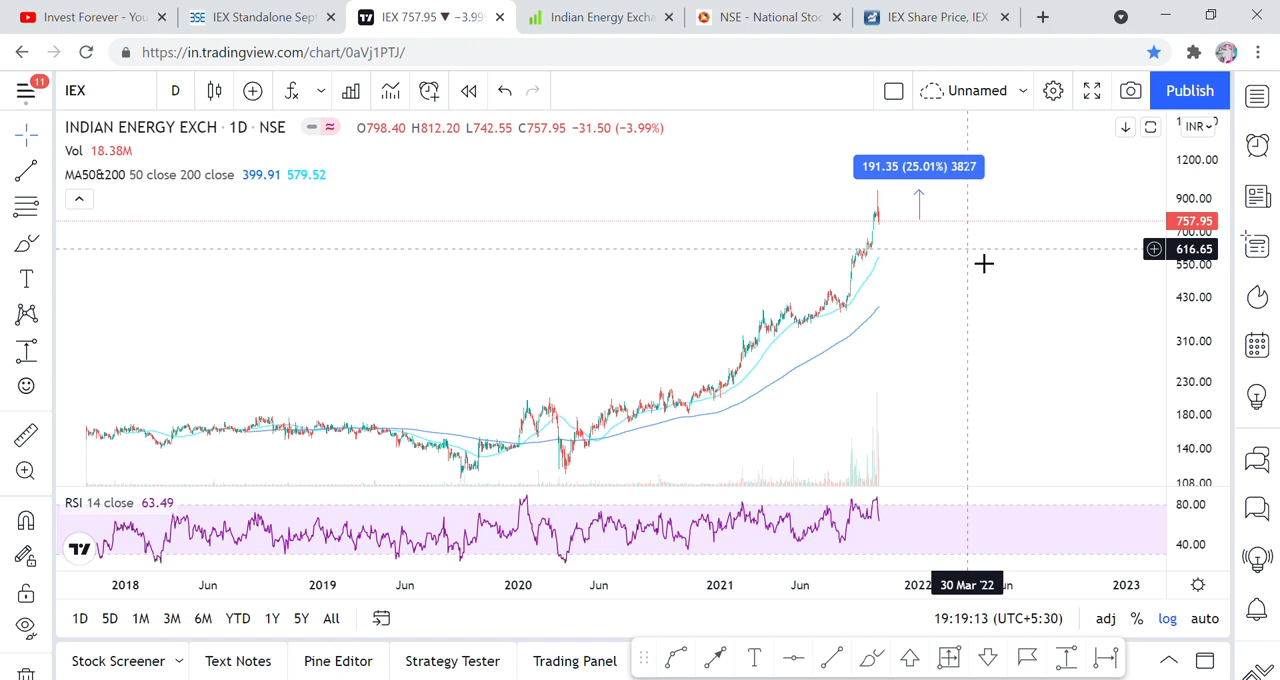 Invest Forever - Yo
BSE IEX Standalone Sept
IEX 757.95 ▼ −3.99
Indian Energy Excha
NSE - National Stoc
IEX Share Price, IEX
https://in.tradingview.com/chart/0aVj1PTJ/
11
IEX
D
Unnamed
Publish
INDIAN ENERGY EXCH · 1D · NSE
O798.40 H812.20 L742.55 C757.95 −31.50 (−3.99%)
INR
Vol 18.38M
MA50&200 50 close 200 close 399.91 579.52
191.35 (25.01%) 3827
1200.00
900.00
757.95
700.00
616.65
550.00
430.00
310.00
230.00
180.00
140.00
108.00
RSI 14 close 63.49
80.00
40.00
2018 Jun 2019 Jun 2020 Jun 2021 Jun 2022 30 Mar '22 2023
1D 5D 1M 3M 6M YTD 1Y 5Y All
19:19:13 (UTC+5:30) adj % log auto
Stock Screener Text Notes Pine Editor Strategy Tester Trading Panel